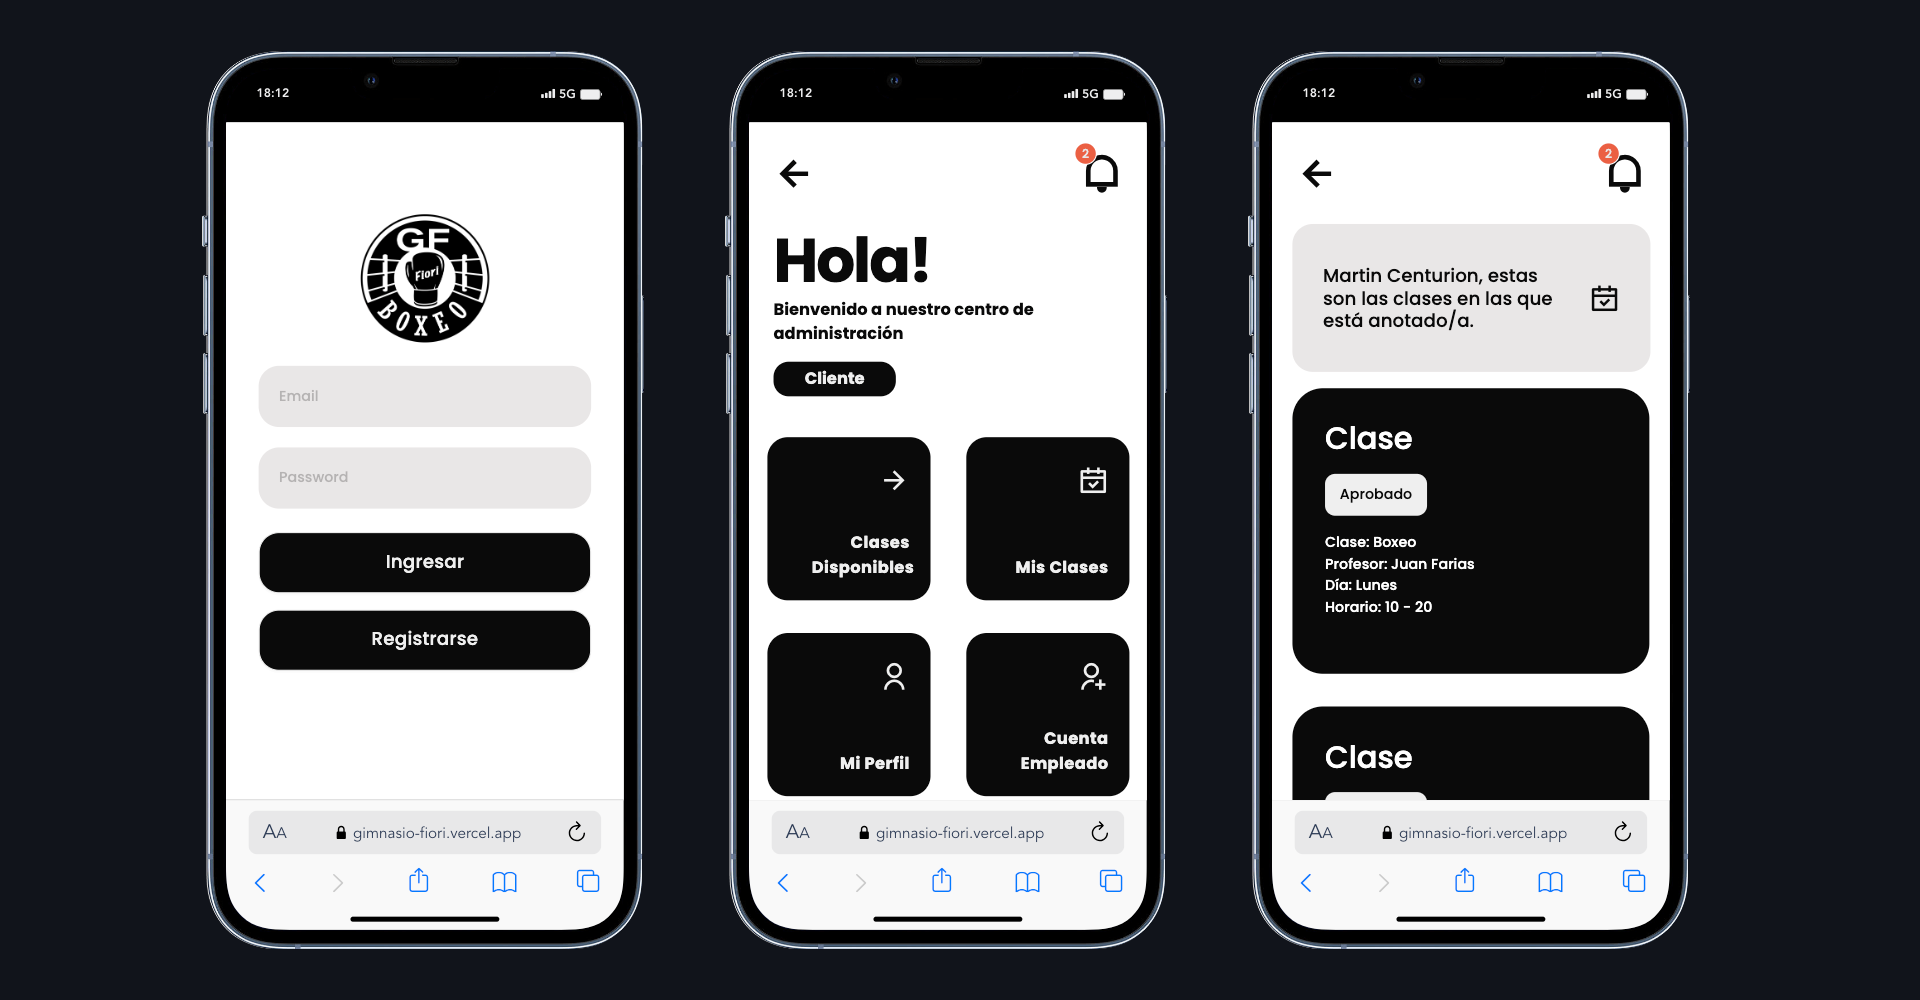 18:12
5G
GF
Fiori
BOXEO
Email
Password
Ingresar
Registrarse
AA
gimnasio-fiori.vercel.app
18:12
5G
2
Hola!
Bienvenido a nuestro centro de
administración
Cliente
Clases
Disponibles
Mis Clases
Mi Perfil
Cuenta
Empleado
AA
gimnasio-fiori.vercel.app
18:12
5G
2
Martin Centurion, estas
son las clases en las que
está anotado/a.
Clase
Aprobado
Clase: Boxeo
Profesor: Juan Farias
Día: Lunes
Horario: 10 - 20
Clase
AA
gimnasio-fiori.vercel.app